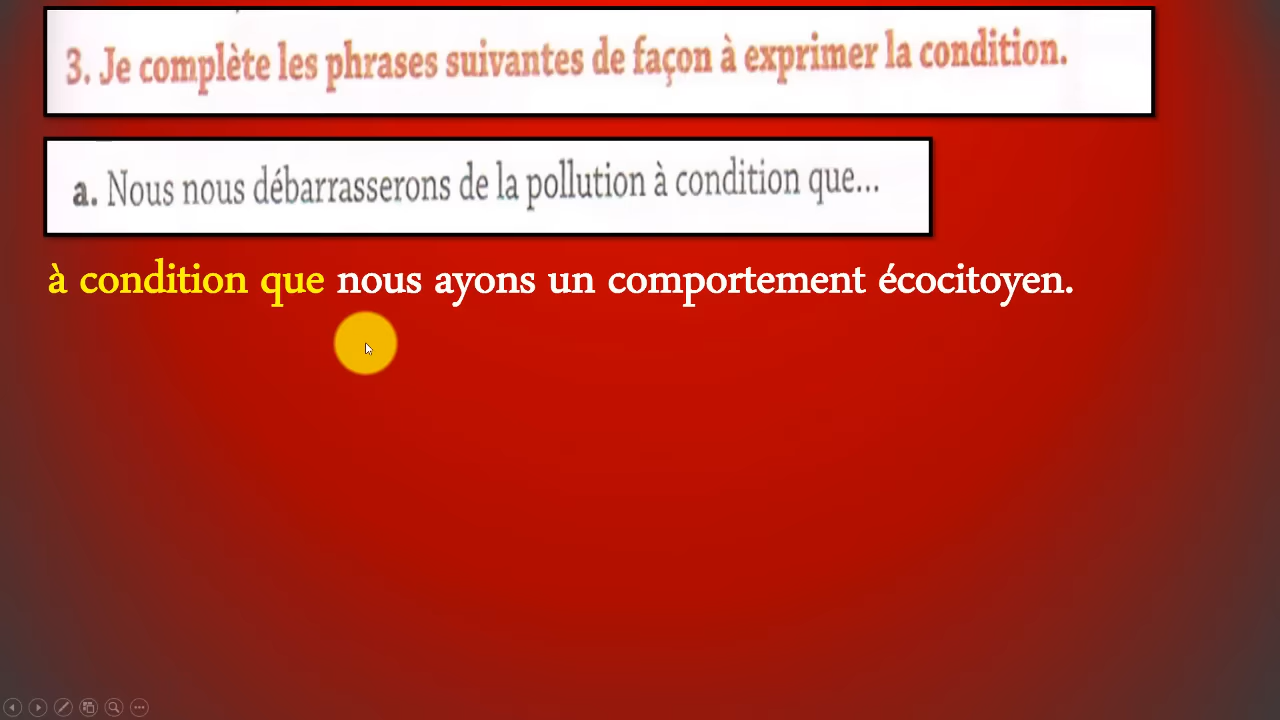 3. Je complète les phrases suivantes de façon à exprimer la condition.
a. Nous nous débarrasserons de la pollution à condition que...
à condition que nous ayons un comportement écocitoyen.